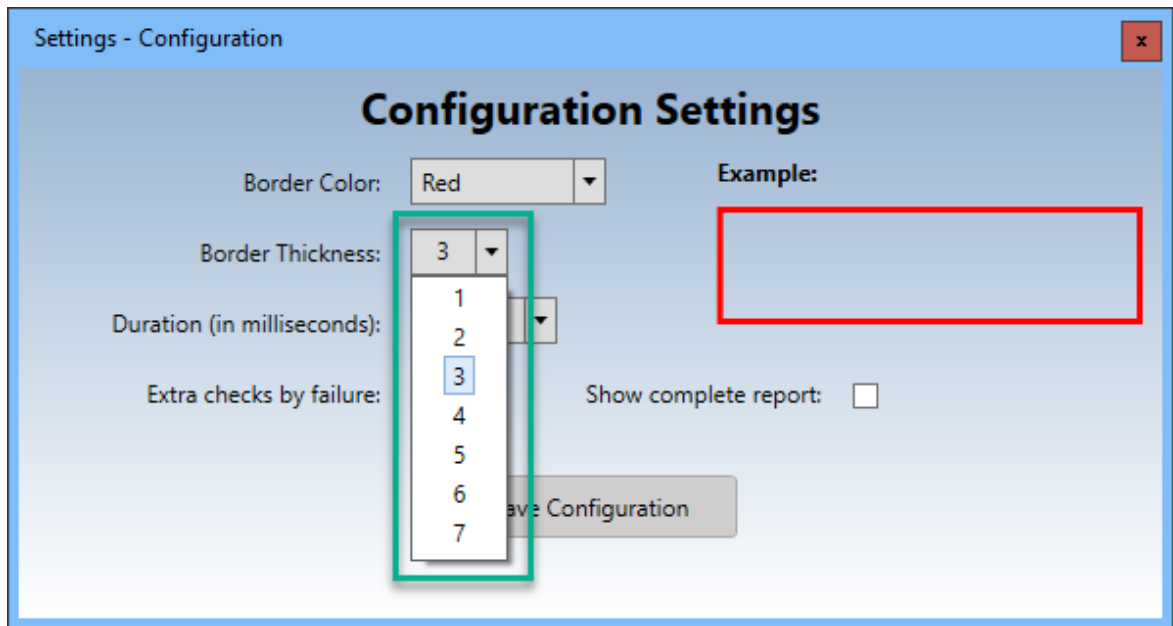 Settings - Configuration
x
Configuration Settings
Border Color:
Red
Example:
Border Thickness:
3
1
2
3
4
5
6
7
Duration (in milliseconds):
Extra checks by failure:
Show complete report:
Configuration